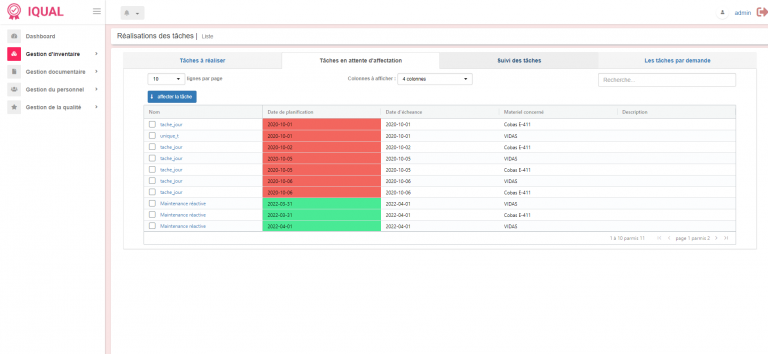 IQUAL
admin
Dashboard
Gestion d'inventaire
Gestion documentaire
Gestion du personnel
Gestion de la qualité
Réalisations des tâches | Liste
Tâches à réaliser
Tâches en attente d'affectation
Suivi des tâches
Les tâches par demande
10 lignes par page
Colonnes à afficher : 4 colonnes
Recherche...
affecter la tâche
Nom Date de planification Date d'écheance Materiel concerné Description
tache_jour 2020-10-01 2020-10-01 Cobas E-411
unique_t 2020-10-01 2020-10-01 VIDAS
tache_jour 2020-10-02 2020-10-02 Cobas E-411
tache_jour 2020-10-05 2020-10-05 VIDAS
tache_jour 2020-10-05 2020-10-05 Cobas E-411
tache_jour 2020-10-06 2020-10-06 VIDAS
tache_jour 2020-10-06 2020-10-06 Cobas E-411
Maintenance réactive 2022-03-31 2022-04-01 VIDAS
Maintenance réactive 2022-03-31 2022-04-01 Cobas E-411
Maintenance réactive 2022-04-01 2022-04-01 VIDAS
1 à 10 parmis 11 page 1 parmis 2